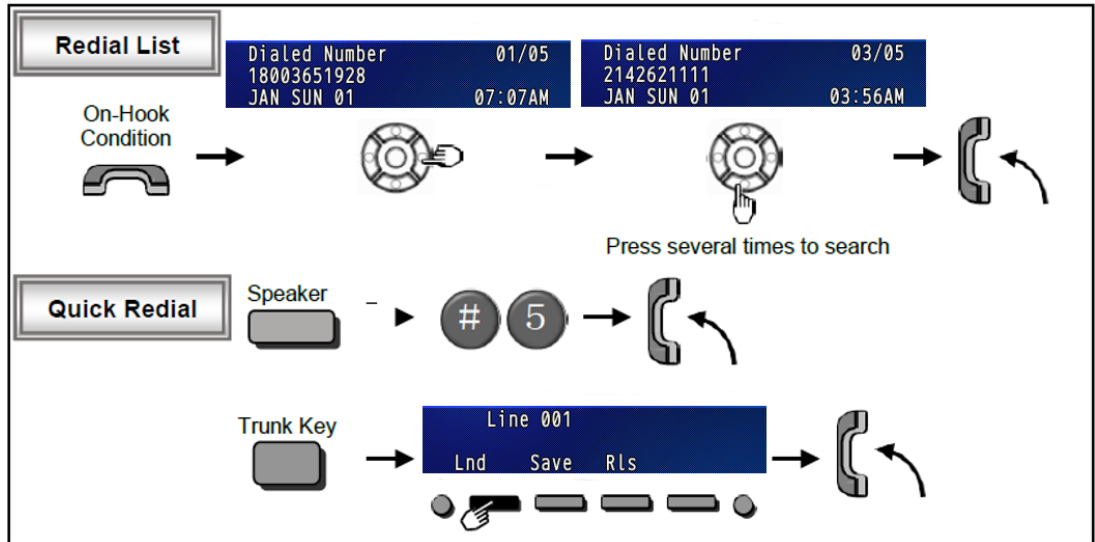 Redial List
Dialed Number 01/05
18003651928
JAN SUN 01 07:07AM
Dialed Number 03/05
2142621111
JAN SUN 01 03:56AM
On-Hook
Condition
Press several times to search
Quick Redial
Speaker
# 5
Trunk Key
Line 001
Lnd Save Rls